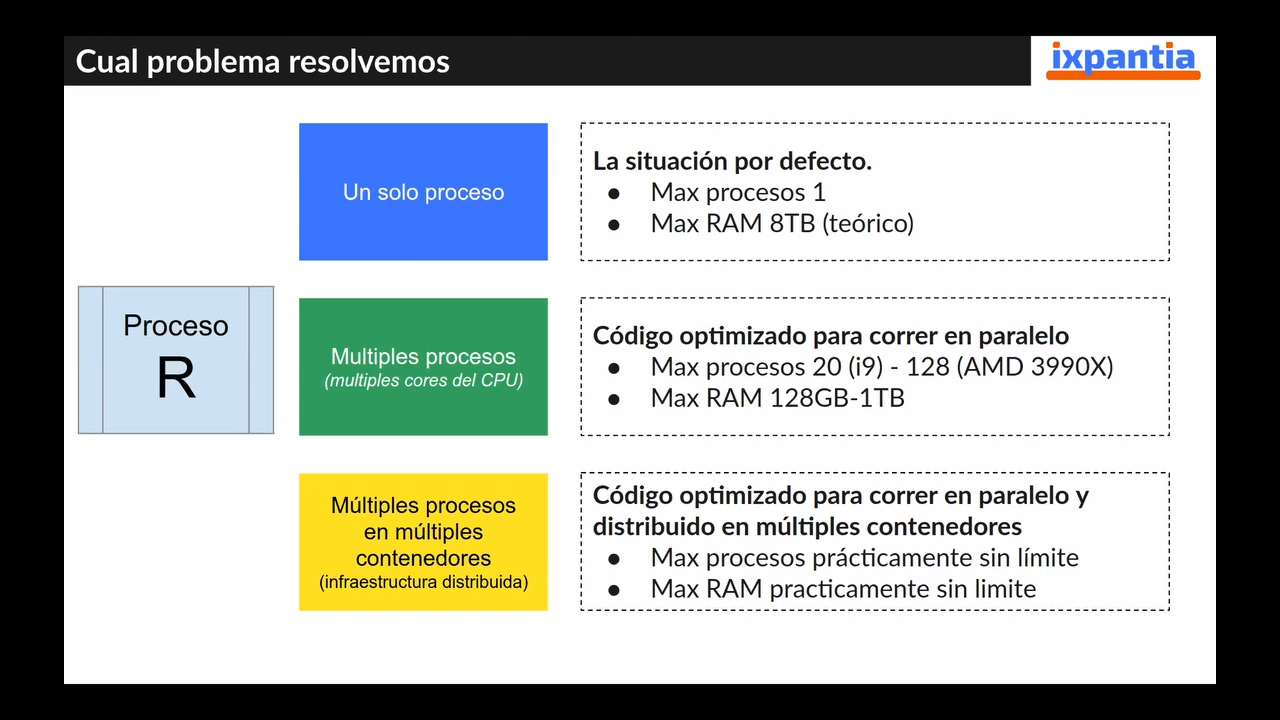 Cual problema resolvemos
ixpantia
Proceso
R
Un solo proceso
La situación por defecto.
● Max procesos 1
● Max RAM 8TB (teórico)
Multiples procesos
(multiples cores del CPU)
Código optimizado para correr en paralelo
● Max procesos 20 (i9) - 128 (AMD 3990X)
● Max RAM 128GB-1TB
Múltiples procesos
en múltiples
contenedores
(infraestructura distribuida)
Código optimizado para correr en paralelo y
distribuido en múltiples contenedores
● Max procesos prácticamente sin límite
● Max RAM practicamente sin limite